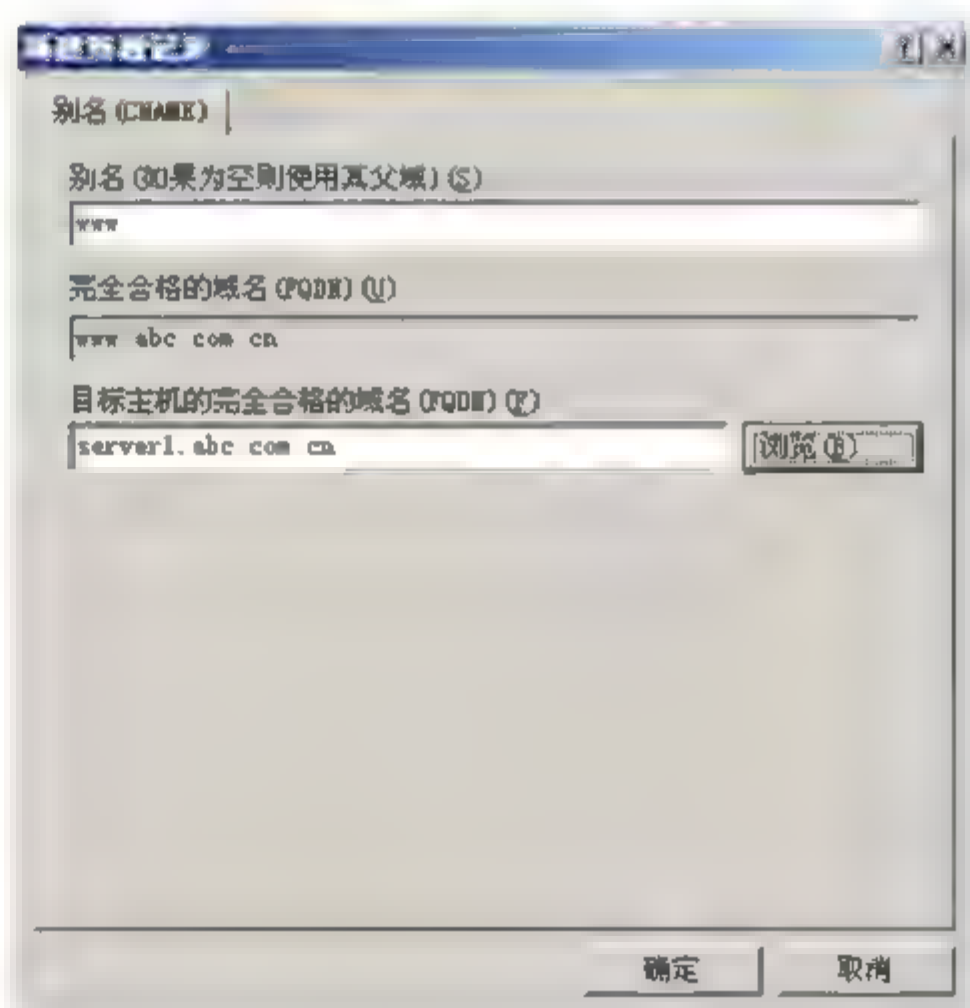 别名(CNAME)
别名(如果为空则使用其父域)(S)
www
完全合格的域名(FQDN)(U)
www abc com cn
目标主机的完全合格的域名(FQDN)(F)
server1.abc com cn
浏览(B)
确定
取消